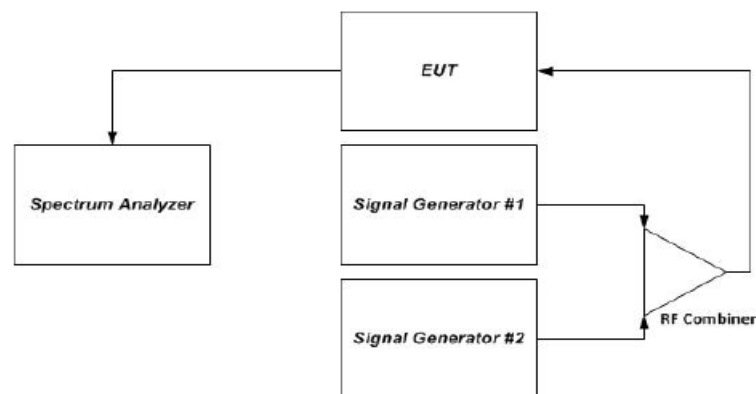 EUT
Spectrum Analyzer
Signal Generator #1
RF Combiner
Signal Generator #2